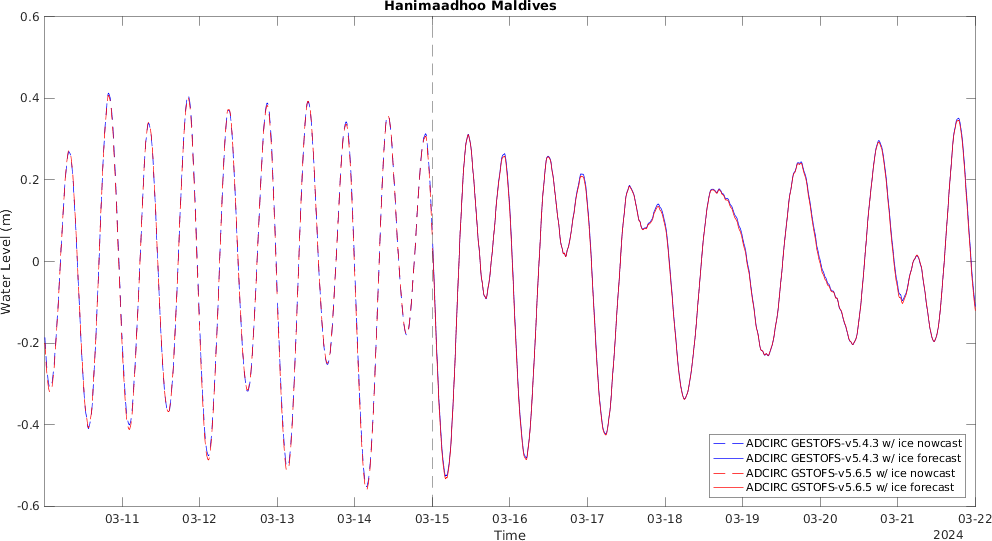 Hanimaadhoo Maldives
0.6
0.4
0.2
0
-0.2
-0.4
-0.6
Water Level (m)
ADCIRC GESTOFS-v5.4.3 w/ ice nowcast
ADCIRC GESTOFS-v5.4.3 w/ ice forecast
ADCIRC GSTOFS-v5.6.5 w/ ice nowcast
ADCIRC GSTOFS-v5.6.5 w/ ice forecast
03-11 03-12 03-13 03-14 03-15 03-16 03-17 03-18 03-19 03-20 03-21 03-22
Time
2024